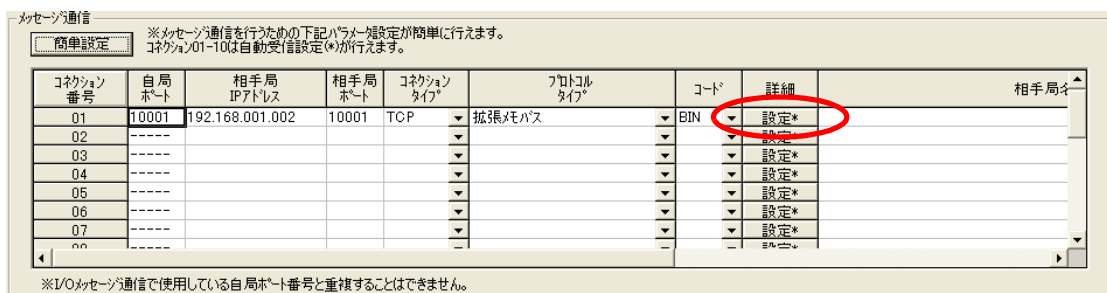 メッセージ通信
簡単設定
※メッセージ通信を行うための下記パラメータ設定が簡単に行えます。
コネクション01-10は自動受信設定(*)が行えます。
コネクション番号 自局ポート 相手局IPアドレス 相手局ポート コネクションタイプ プロトコルタイプ コード 詳細 相手局名
01 10001 192.168.001.002 10001 TCP 拡張メモバス BIN 設定*
02 ----- 設定*
03 ----- 設定*
04 ----- 設定*
05 ----- 設定*
06 ----- 設定*
07 ----- 設定*
※I/Oメッセージ通信で使用している自局ポート番号と重複することはできません。